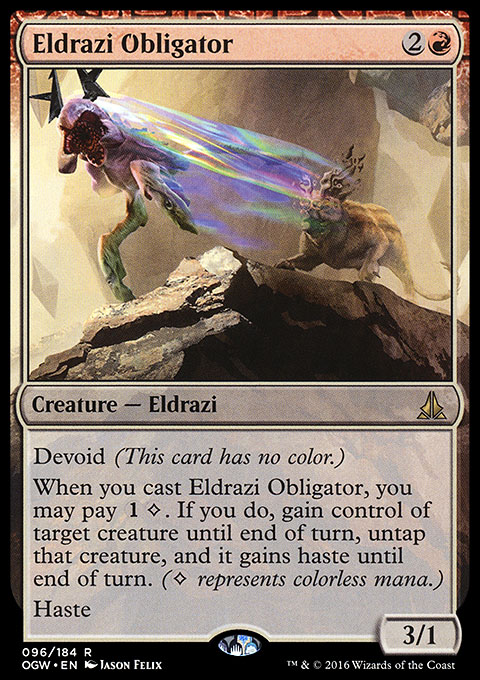 Eldrazi Obligator 2
Creature — Eldrazi
Devoid (This card has no color.)
When you cast Eldrazi Obligator, you
may pay 1 ◇. If you do, gain control of
target creature until end of turn, untap
that creature, and it gains haste until
end of turn. (◇ represents colorless mana.)
Haste
3/1
096/184 R
OGW • EN Jason Felix
™ & © 2016 Wizards of the Coast